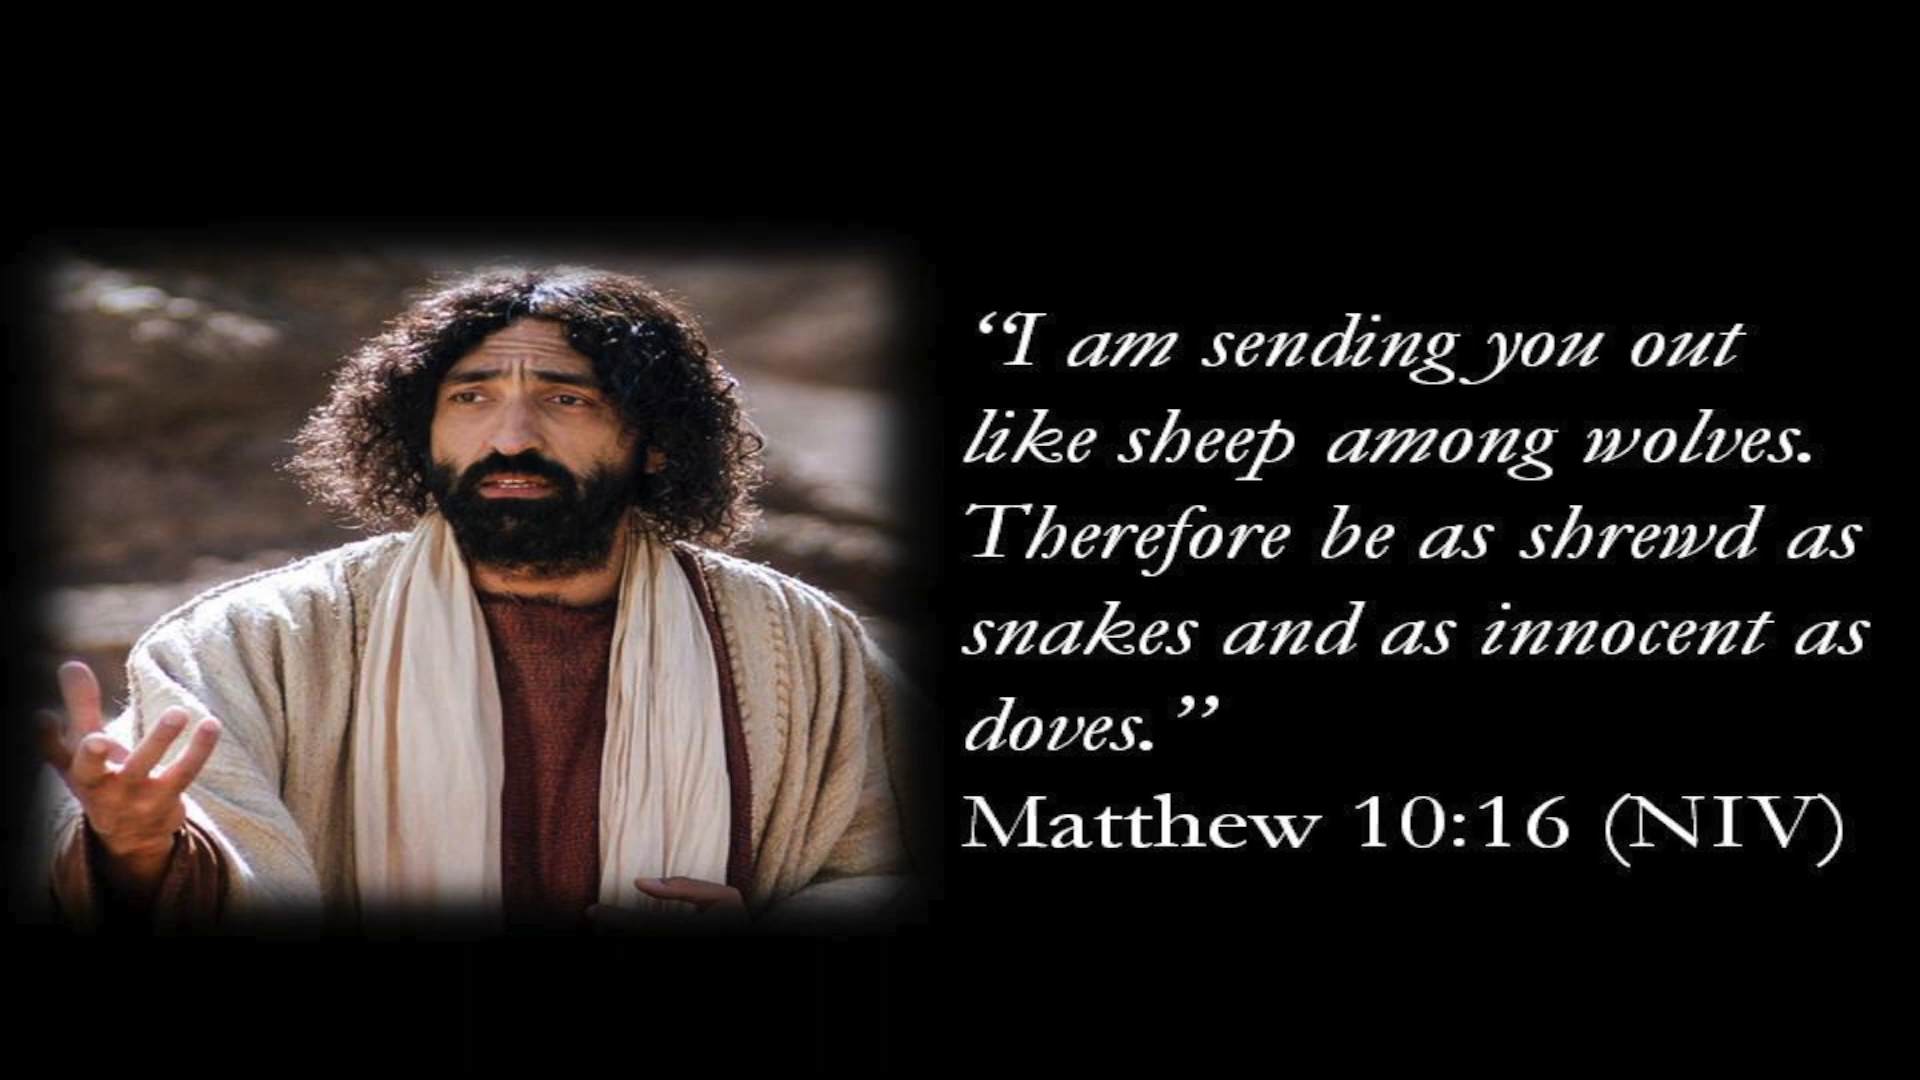 “I am sending you out
like sheep among wolves.
Therefore be as shrewd as
snakes and as innocent as
doves.”
Matthew 10:16 (NIV)